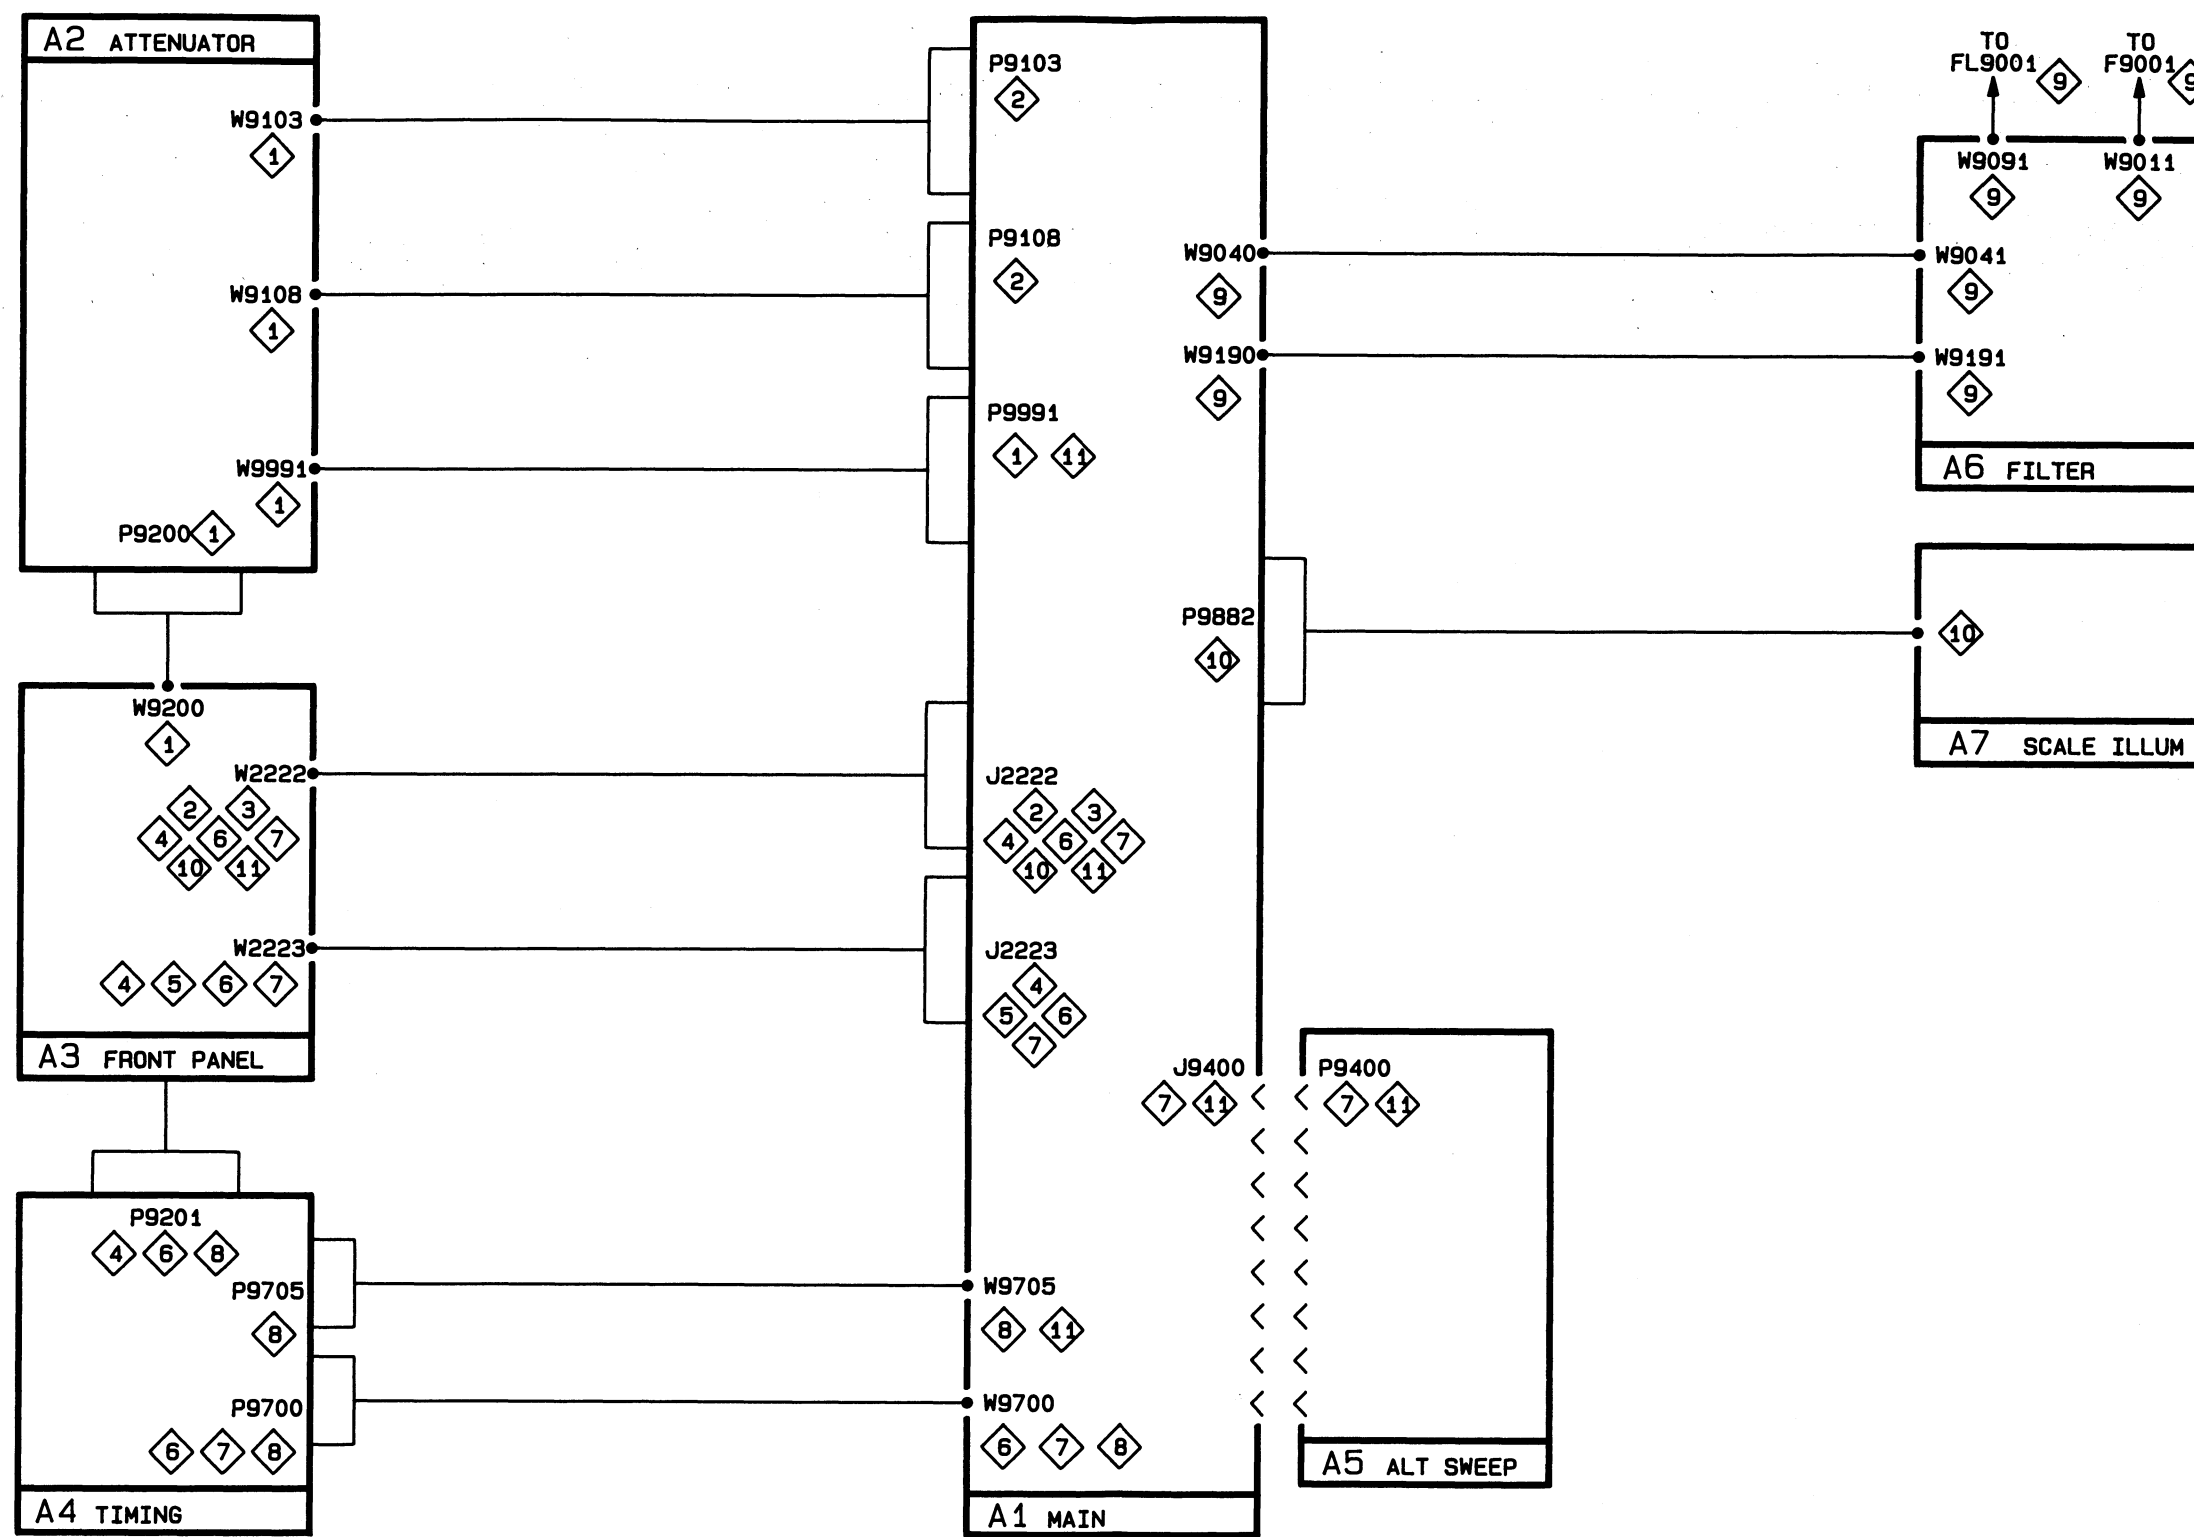 A2 ATTENUATOR
W9103
1
W9108
1
W9991
1
P9200 1
W9200
1
W2222
2 3
4 6 7
10 11
W2223
4 5 6 7
A3 FRONT PANEL
P9201
4 6 8
P9705
8
P9700
6 7 8
A4 TIMING
P9103
2
P9108
2
P9991
1 11
J2222
2 3
4 6 7
10 11
J2223
4
5 6
7
W9705
8 11
W9700
6 7 8
A1 MAIN
W9040
9
W9190
9
P9882
10
J9400
7 11
P9400
7 11
A5 ALT SWEEP
TO
FL9001 9
TO
F9001 9
W9091
9
W9011
9
W9041
9
W9191
9
A6 FILTER
10
A7 SCALE ILLUM